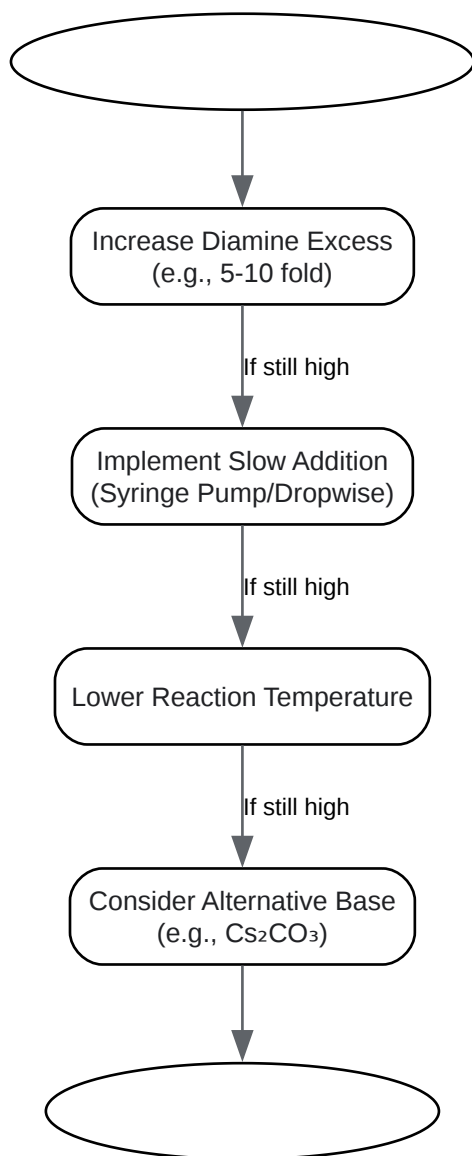 Increase Diamine Excess
(e.g., 5-10 fold)
If still high
Implement Slow Addition
(Syringe Pump/Dropwise)
If still high
Lower Reaction Temperature
If still high
Consider Alternative Base
(e.g., Cs₂CO₃)